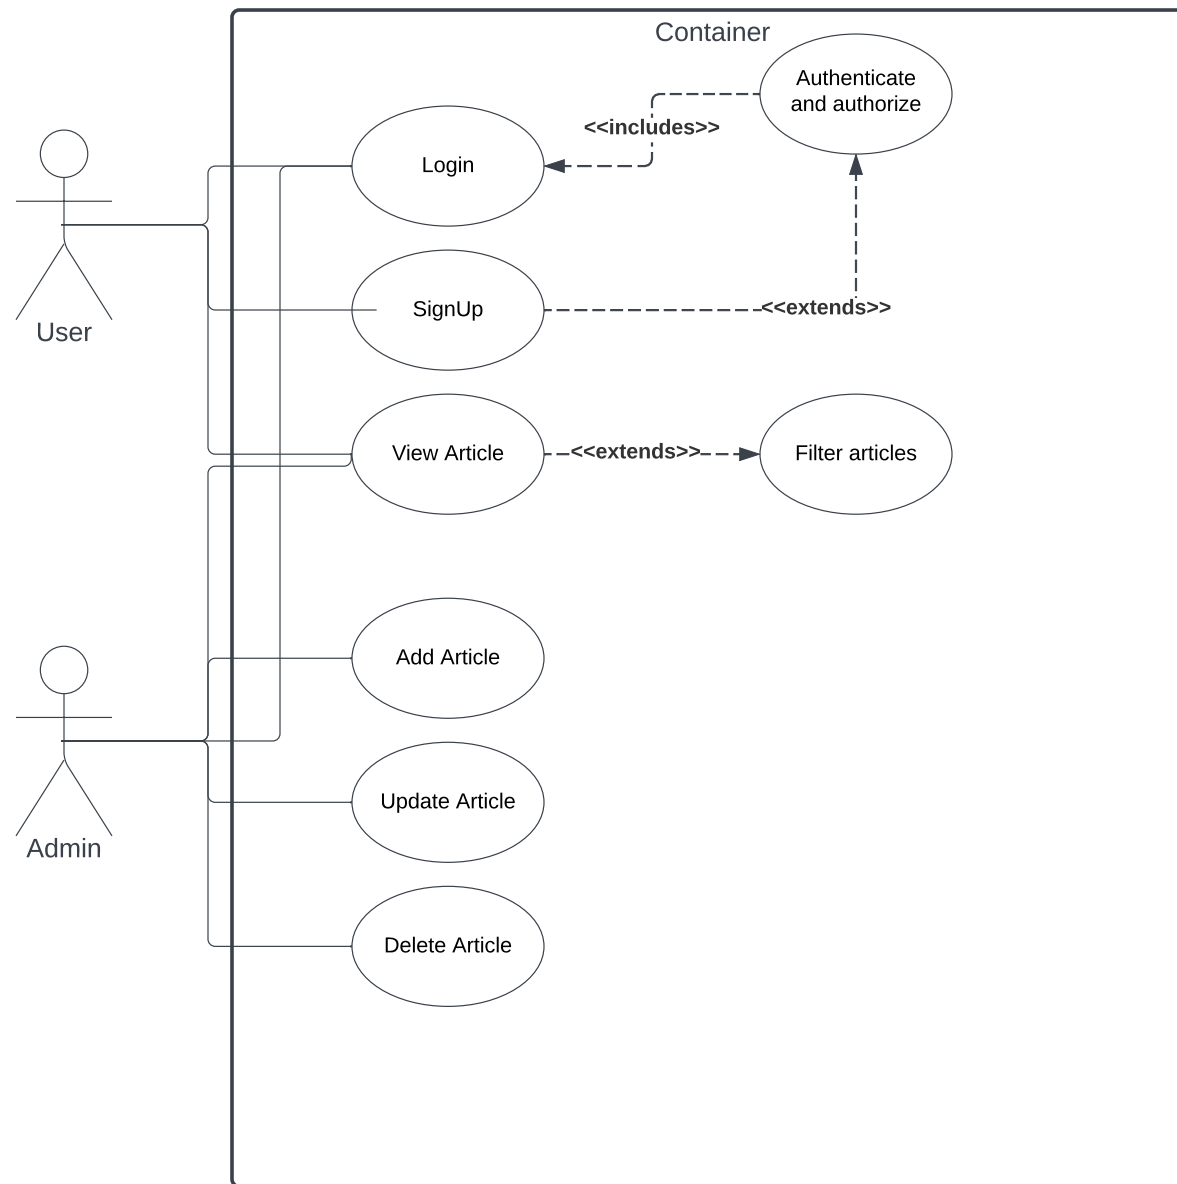 Container
Authenticate
and authorize
<<includes>>
Login
SignUp
<<extends>>
User
View Article
<<extends>>
Filter articles
Add Article
Update Article
Admin
Delete Article